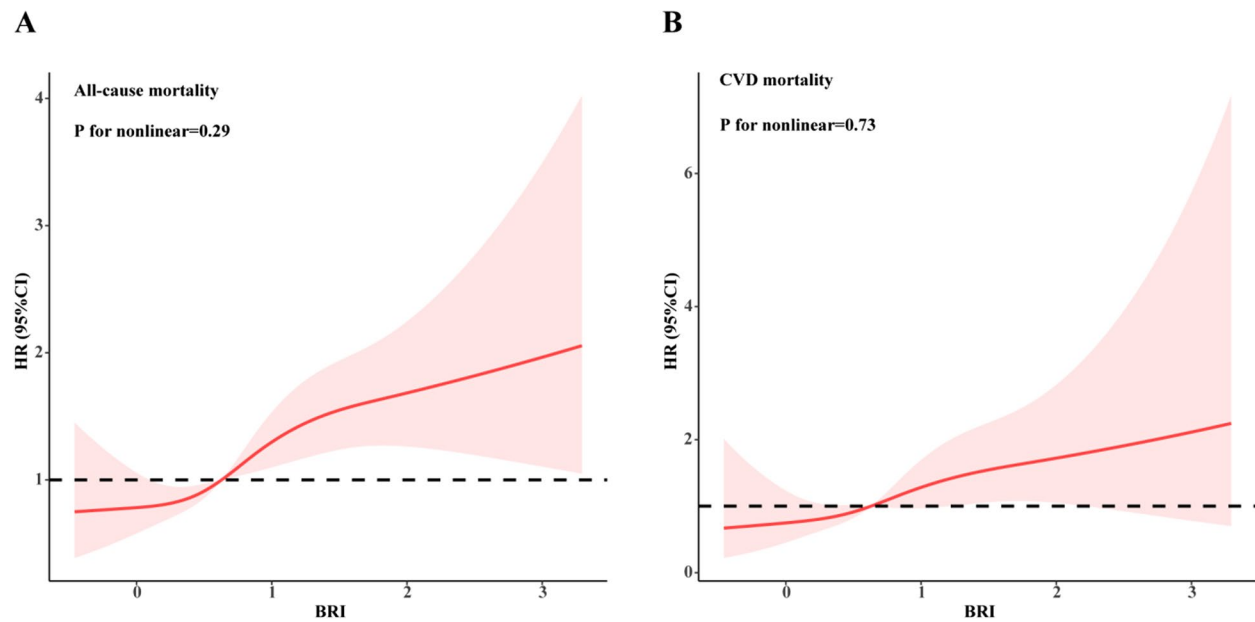 A
All-cause mortality
P for nonlinear=0.29
HR (95%CI)
4
3
2
1
0
1
2
3
BRI
B
CVD mortality
P for nonlinear=0.73
HR (95%CI)
6
4
2
0
0
1
2
3
BRI